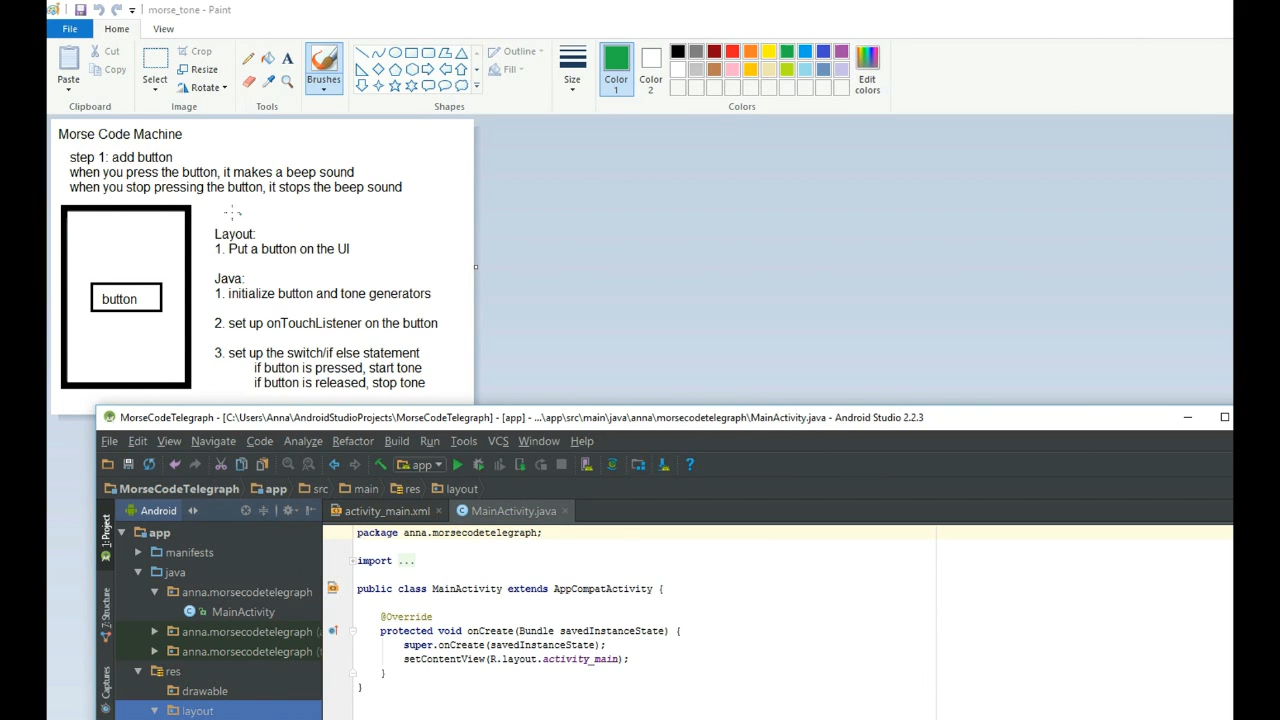 morse_tone - Paint
File
Home
View
Paste
Cut
Copy
Clipboard
Select
Crop
Resize
Rotate
Image
A
Tools
Brushes
Shapes
Outline
Fill
Size
Color 1
Color 2
Edit colors
Colors
Morse Code Machine
step 1: add button
when you press the button, it makes a beep sound
when you stop pressing the button, it stops the beep sound
button
Layout:
1. Put a button on the UI
Java:
1. initialize button and tone generators
2. set up onTouchListener on the button
3. set up the switch/if else statement
if button is pressed, start tone
if button is released, stop tone
MorseCodeTelegraph - [C:\Users\Anna\AndroidStudioProjects\MorseCodeTelegraph] - [app] - ...\app\src\main\java\anna\morsecodetelegraph\MainActivity.java - Android Studio 2.2.3
File Edit View Navigate Code Analyze Refactor Build Run Tools VCS Window Help
app
MorseCodeTelegraph app src main res layout
Android
activity_main.xml
MainActivity.java
1: Project
7: Structure
Captures
app
manifests
java
anna.morsecodetelegraph
MainActivity
anna.morsecodetelegraph
anna.morsecodetelegraph
res
drawable
layout
package anna.morsecodetelegraph;
import ...
public class MainActivity extends AppCompatActivity {
@Override
protected void onCreate(Bundle savedInstanceState) {
super.onCreate(savedInstanceState);
setContentView(R.layout.activity_main);
}
}